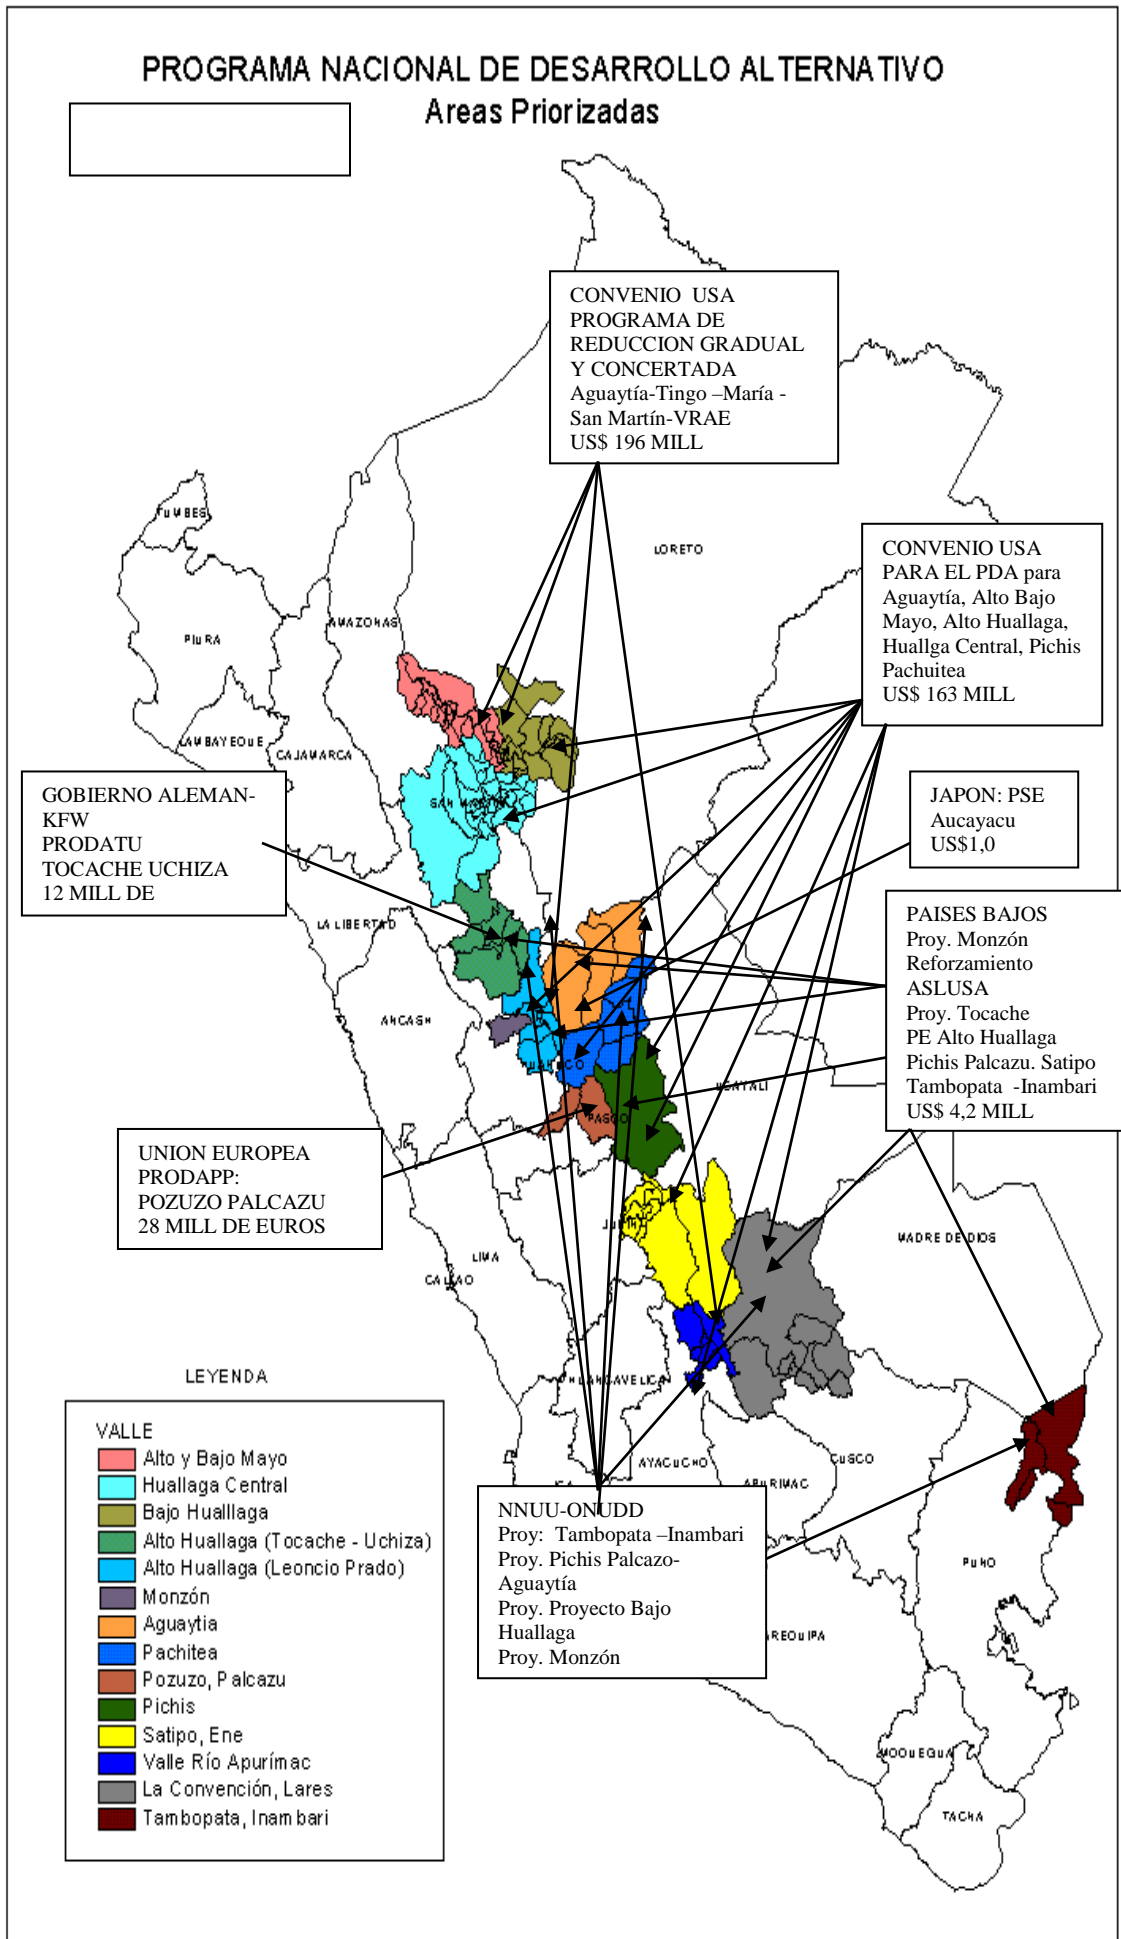 PROGRAMA NACIONAL DE DESARROLLO ALTERNATIVO
Areas Priorizadas
CONVENIO USA
PROGRAMA DE
REDUCCION GRADUAL
Y CONCERTADA
Aguaytía-Tingo –María -
San Martín-VRAE
US$ 196 MILL
CONVENIO USA
PARA EL PDA para
Aguaytía, Alto Bajo
Mayo, Alto Huallaga,
Huallga Central, Pichis
Pachuitea
US$ 163 MILL
TUMBES
LORETO
PIURA
AMAZONAS
LAMBAYEQUE
CAJAMARCA
SAN MARTIN
GOBIERNO ALEMAN-
KFW
PRODATU
TOCACHE UCHIZA
12 MILL DE
JAPON: PSE
Aucayacu
US$1,0
LA LIBERTAD
PAISES BAJOS
Proy. Monzón
Reforzamiento
ASLUSA
Proy. Tocache
PE Alto Huallaga
Pichis Palcazu. Satipo
Tambopata -Inambari
US$ 4,2 MILL
ANCASH
HUANUCO
UCAYALI
PASCO
UNION EUROPEA
PRODAPP:
POZUZO PALCAZU
28 MILL DE EUROS
JUNIN
LIMA
CALLAO
MADRE DE DIOS
HUANCAVELICA
AYACUCHO
APURIMAC
CUSCO
ICA
PUNO
AREQUIPA
MOQUEGUA
TACNA
NNUU-ONUDD
Proy: Tambopata –Inambari
Proy. Pichis Palcazo-
Aguaytía
Proy. Proyecto Bajo
Huallaga
Proy. Monzón
LEYENDA
VALLE
Alto y Bajo Mayo
Huallaga Central
Bajo Hualllaga
Alto Huallaga (Tocache - Uchiza)
Alto Huallaga (Leoncio Prado)
Monzón
Aguaytia
Pachitea
Pozuzo, Palcazu
Pichis
Satipo, Ene
Valle Río Apurímac
La Convención, Lares
Tambopata, Inambari